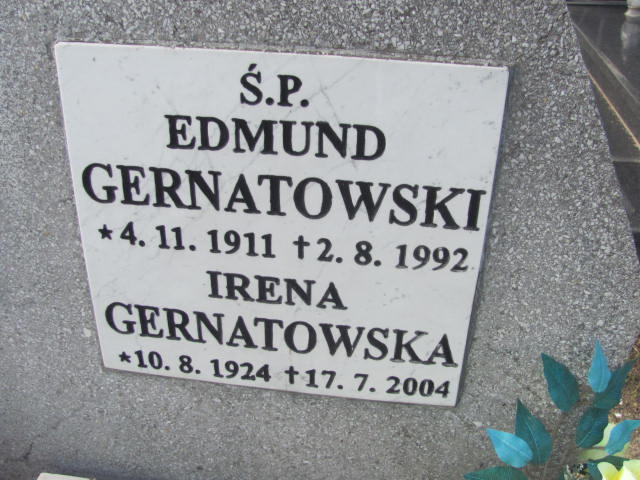 Ś.P.
EDMUND
GERNATOWSKI
* 4. 11. 1911 † 2. 8. 1992
IRENA
GERNATOWSKA
* 10. 8. 1924 † 17. 7. 2004